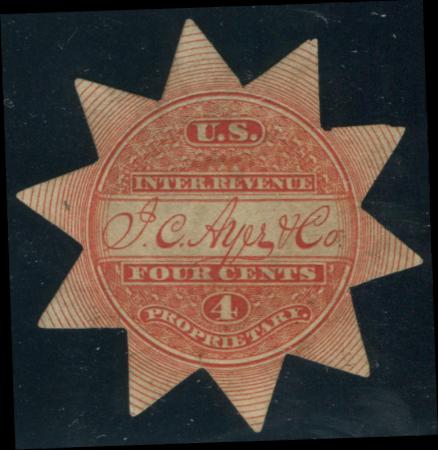 U.S.
INTER.REVENUE
J. C. Ayer & Co.
FOUR CENTS
4
PROPRIETARY.